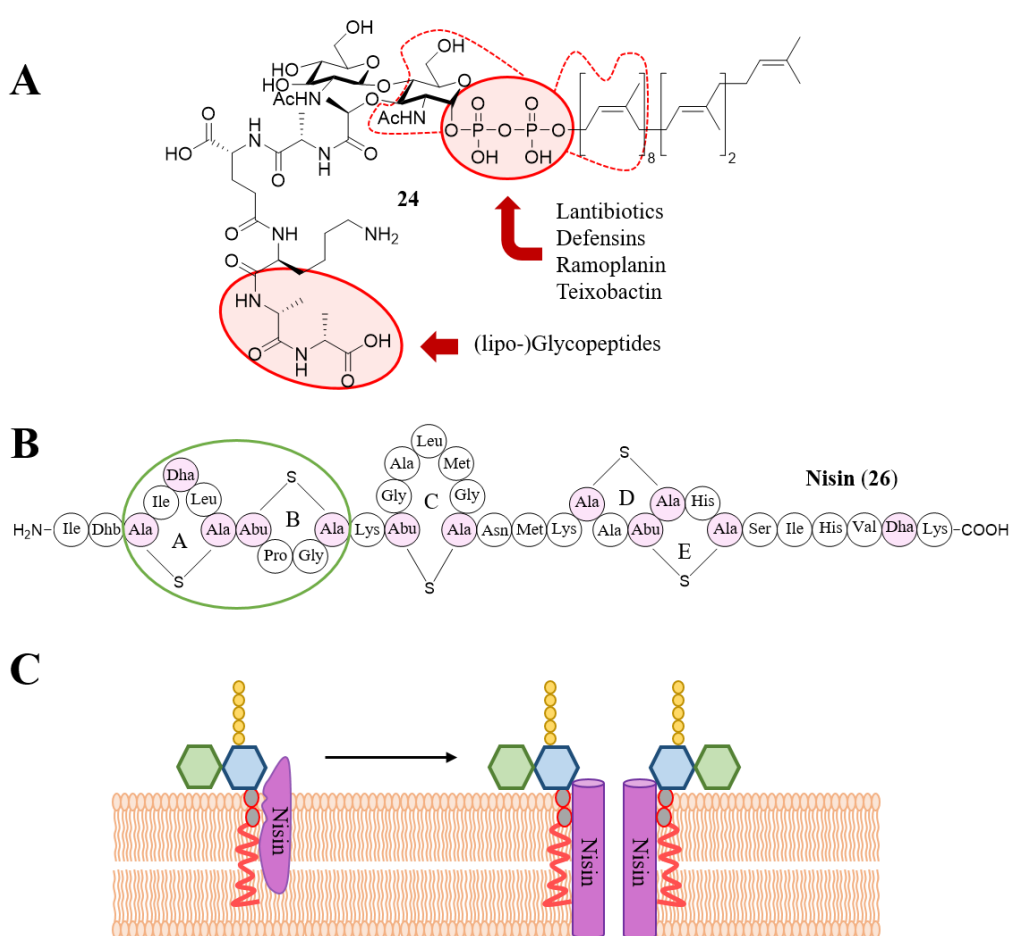 A
OH
HO
O
OH
HO
O
O
O
AcHN
O
AcHN
O
O
O
P
O
P
O
OH
OH
8
2
O
HO
H
N
O
N
H
O
24
O
NH
NH2
O
HN
O
N
H
OH
O
Lantibiotics
Defensins
Ramoplanin
Teixobactin
(lipo-)Glycopeptides
B
Nisin (26)
H2N
Ile
Dhb
Ala
Ile
Dha
Leu
Ala
A
S
Abu
S
B
Pro
Gly
Ala
Lys
Abu
Gly
Ala
Leu
Met
Gly
C
Ala
S
Asn
Met
Lys
Ala
S
D
Ala
Abu
Ala
His
E
S
Ala
Ser
Ile
His
Val
Dha
Lys
COOH
C
Nisin
Nisin
Nisin